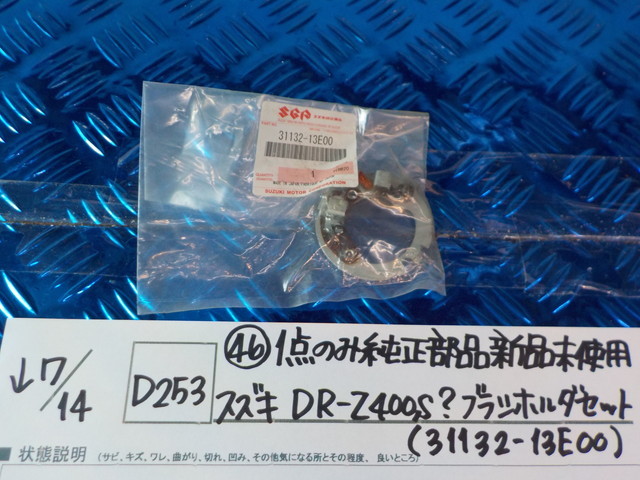 SGP
31132-13E00
1
SUZUKI MOTOR
↓7/14
D253
㊻1点のみ純正部品新品未使用
スズキ DR-Z400,S?ブラシホルダセット
(31132-13E00)
■ 状態説明 (サビ、キズ、ワレ、曲がり、切れ、凹み、その他気になる所とその程度、良いところ)